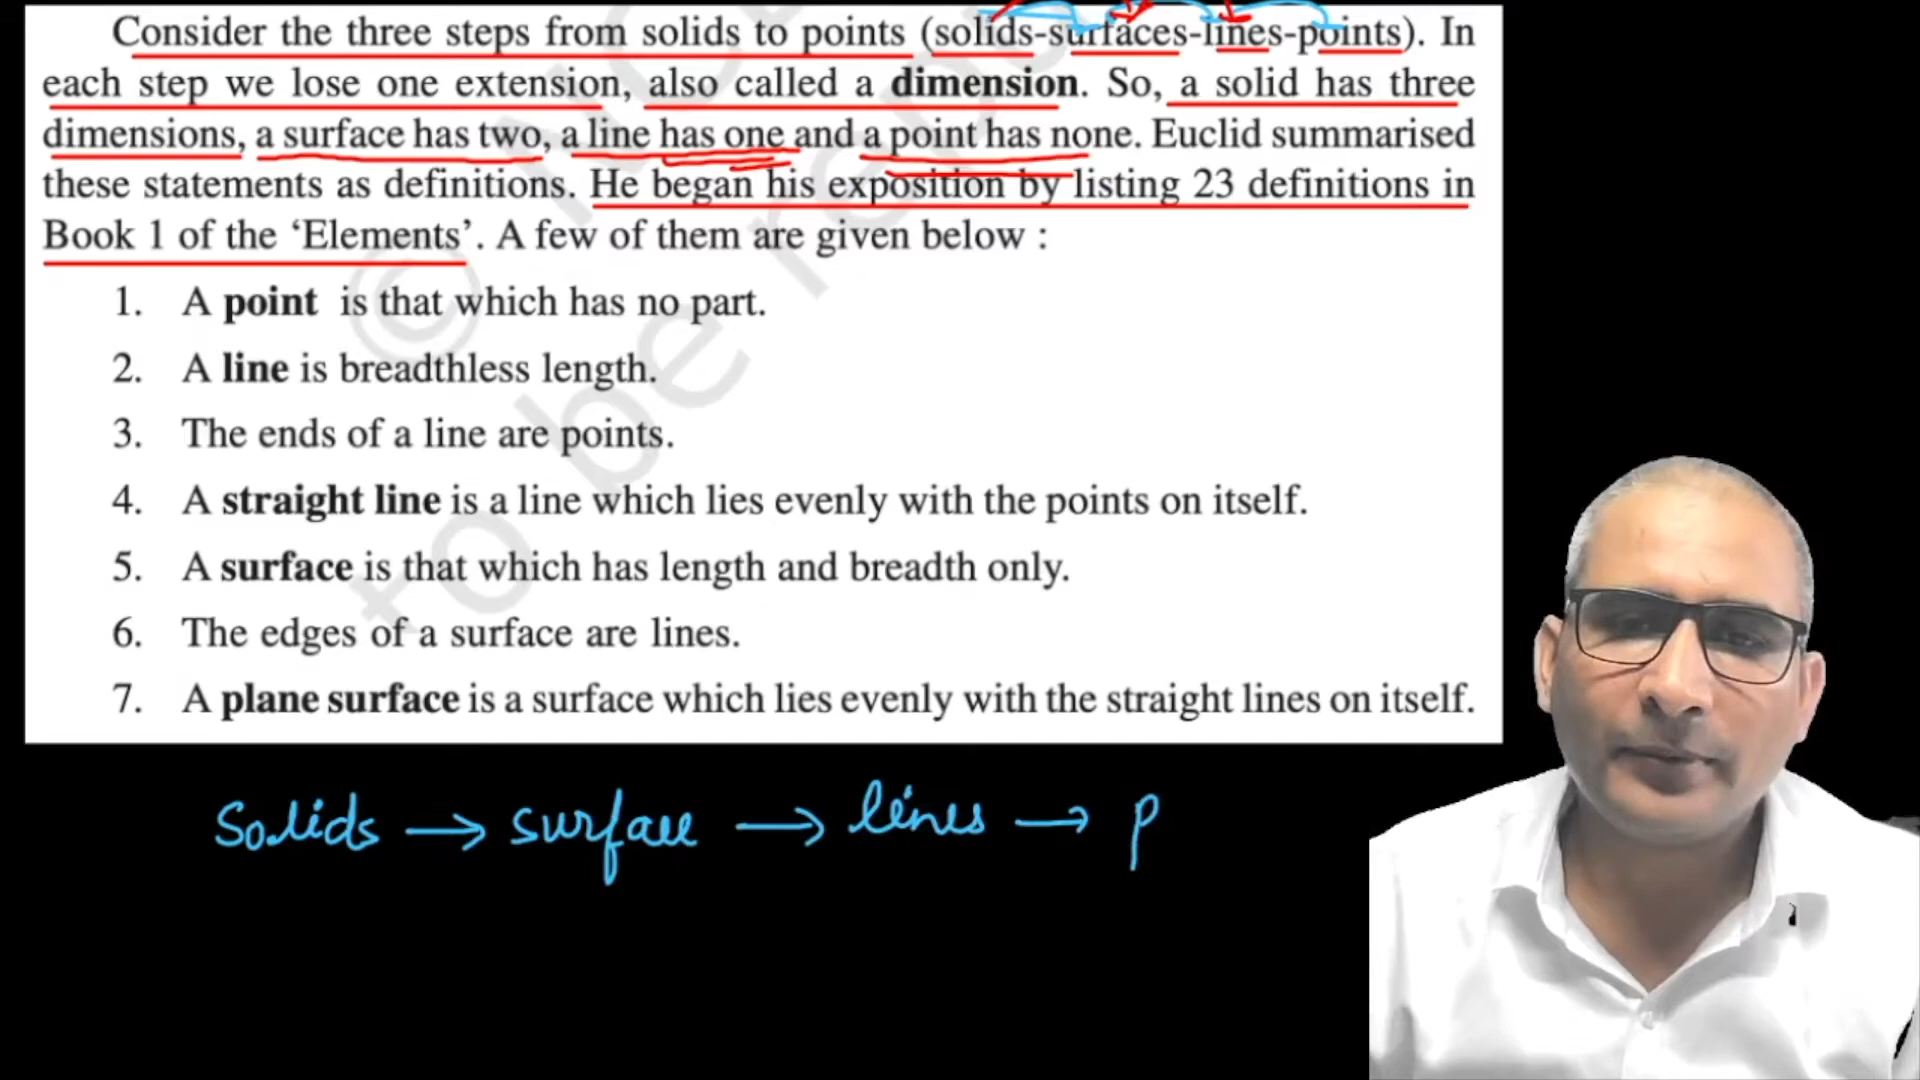 Consider the three steps from solids to points (solids-surfaces-lines-points). In
each step we lose one extension, also called a dimension. So, a solid has three
dimensions, a surface has two, a line has one and a point has none. Euclid summarised
these statements as definitions. He began his exposition by listing 23 definitions in
Book 1 of the ‘Elements’. A few of them are given below :
1. A point is that which has no part.
2. A line is breadthless length.
3. The ends of a line are points.
4. A straight line is a line which lies evenly with the points on itself.
5. A surface is that which has length and breadth only.
6. The edges of a surface are lines.
7. A plane surface is a surface which lies evenly with the straight lines on itself.
Solids → surface → lines → p